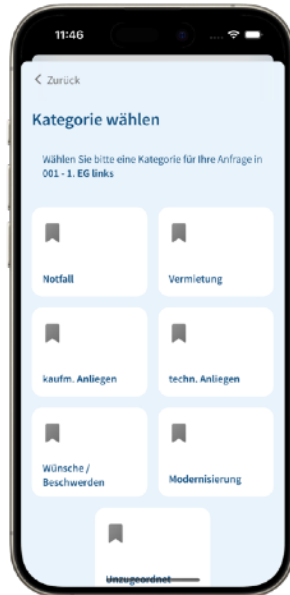 11:46
Zurück
Kategorie wählen
Wählen Sie bitte eine Kategorie für Ihre Anfrage in
001 - 1. EG links
Notfall
Vermietung
kaufm. Anliegen
techn. Anliegen
Wünsche /
Beschwerden
Modernisierung
Unzugeordnet